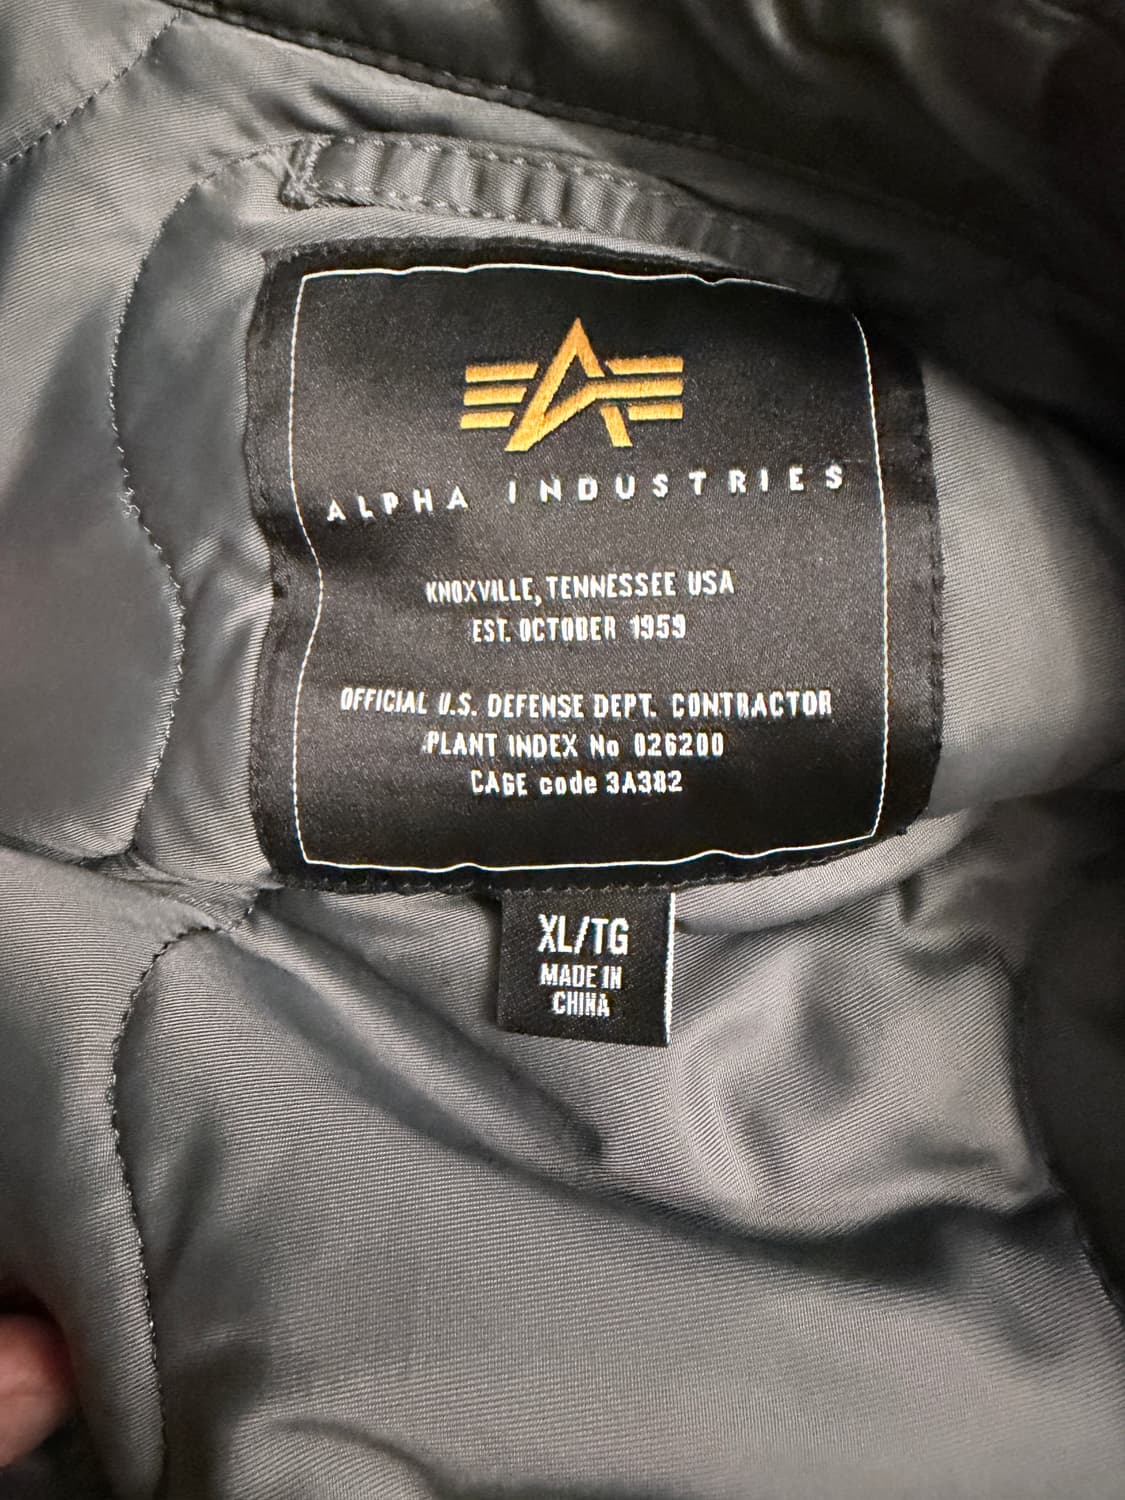 ALPHA INDUSTRIES
KNOXVILLE, TENNESSEE USA
EST. OCTOBER 1959
OFFICIAL U.S. DEFENSE DEPT. CONTRACTOR
PLANT INDEX No 026200
CAGE code 3A382
XL/TG
MADE IN
CHINA